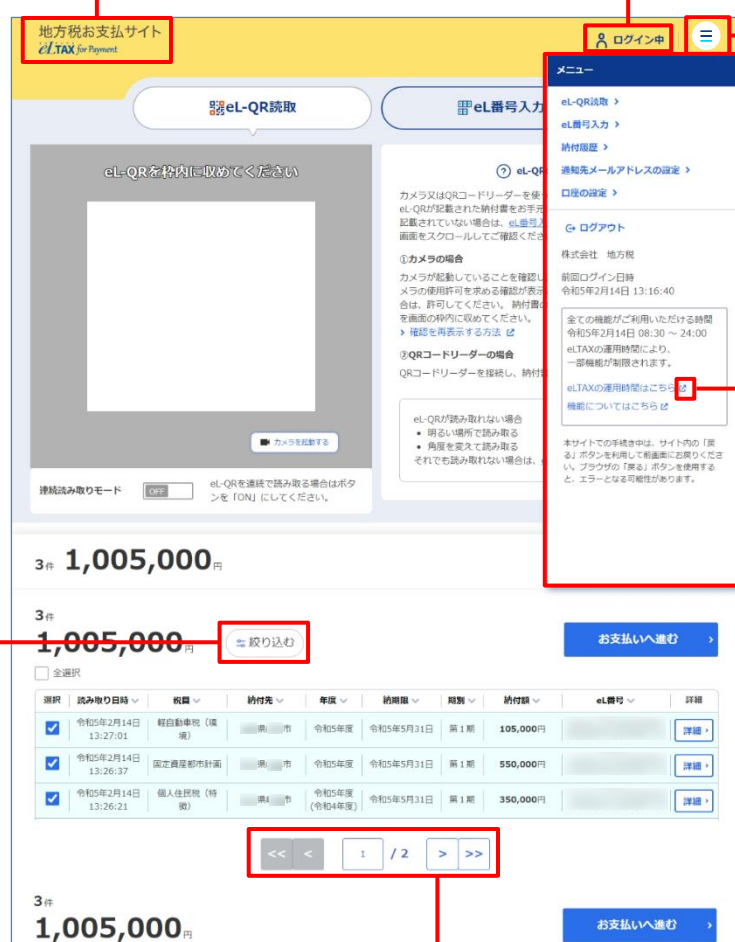 地方税お支払サイト
eLTAX for Payment
ログイン中
メニュー
eL-QR読取 >
eL番号入力 >
納付履歴 >
通知先メールアドレスの設定 >
口座の設定 >
ログアウト
株式会社 地方税
前回ログイン日時
令和5年2月14日 13:16:40
全ての機能がご利用いただける時間
令和5年2月14日 08:30 ～ 24:00
eLTAXの運用時間により、
一部機能が制限されます。
eLTAXの運用時間はこちら
機能についてはこちら
本サイトでの手続き中は、サイト内の「戻
る」ボタンを利用して前画面にお戻りくださ
い。ブラウザの「戻る」ボタンを使用する
と、エラーとなる可能性があります。
eL-QR読取
eL番号入力
eL-QRを枠内に収めてください
カメラを起動する
連続読み取りモード
OFF
eL-QRを連続で読み取る場合はボタ
ンを「ON」にしてください。
? eL-QR
カメラ又はQRコードリーダーを使
eL-QRが記載された納付書をお手元
記載されていない場合は、eL番号入
画面をスクロールしてご確認くださ
①カメラの場合
カメラが起動していることを確認し
メラの使用許可を求める確認が表示
合は、許可してください。 納付書の
を画面の枠内に収めてください。
> 確認を再表示する方法
②QRコードリーダーの場合
QRコードリーダーを接続し、納付
eL-QRが読み取れない場合
• 明るい場所で読み取る
• 角度を変えて読み取る
それでも読み取れない場合は、
3件 1,005,000円
3件
1,005,000円
絞り込む
お支払いへ進む >
全選択
選択 読み取り日時 税目 納付先 年度 納期限 期別 納付額 eL番号 詳細
令和5年2月14日 13:27:01 軽自動車税（環境） 県 市 令和5年度 令和5年5月31日 第1期 105,000円 詳細 >
令和5年2月14日 13:26:37 固定資産都市計画 県 市 令和5年度 令和5年5月31日 第1期 550,000円 詳細 >
令和5年2月14日 13:26:21 個人住民税（特徴） 県 市 令和5年度 (令和4年度) 令和5年5月31日 第1期 350,000円 詳細 >
<< < 1 / 2 > >>
3件
1,005,000円
お支払いへ進む >